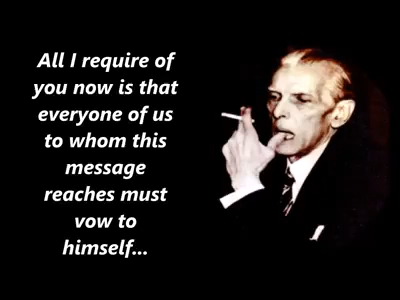 All I require of
you now is that
everyone of us
to whom this
message
reaches must
vow to
himself...